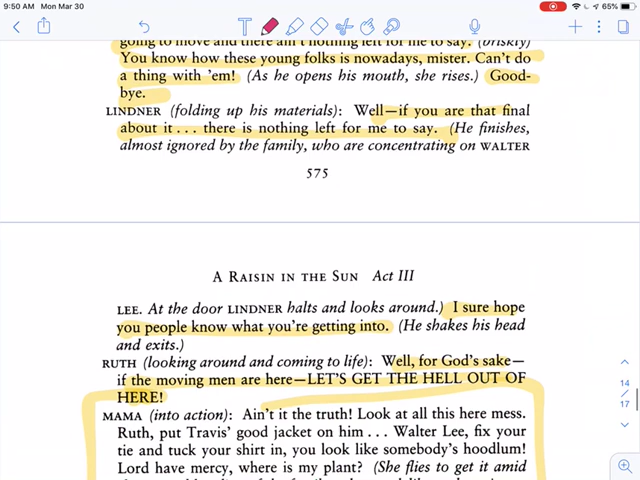 9:50 AM Mon Mar 30
65%
T
going to move and there ain't nothing left for me to say. (Briskly)
You know how these young folks is nowadays, mister. Can't do
a thing with 'em! (As he opens his mouth, she rises.) Good-
bye.
LINDNER (folding up his materials): Well—if you are that final
about it . . . there is nothing left for me to say. (He finishes,
almost ignored by the family, who are concentrating on WALTER
575
A RAISIN IN THE SUN Act III
LEE. At the door LINDNER halts and looks around.) I sure hope
you people know what you're getting into. (He shakes his head
and exits.)
RUTH (looking around and coming to life): Well, for God's sake—
if the moving men are here—LET'S GET THE HELL OUT OF
HERE!
MAMA (into action): Ain't it the truth! Look at all this here mess.
Ruth, put Travis' good jacket on him . . . Walter Lee, fix your
tie and tuck your shirt in, you look like somebody's hoodlum!
Lord have mercy, where is my plant? (She flies to get it amid
14
17